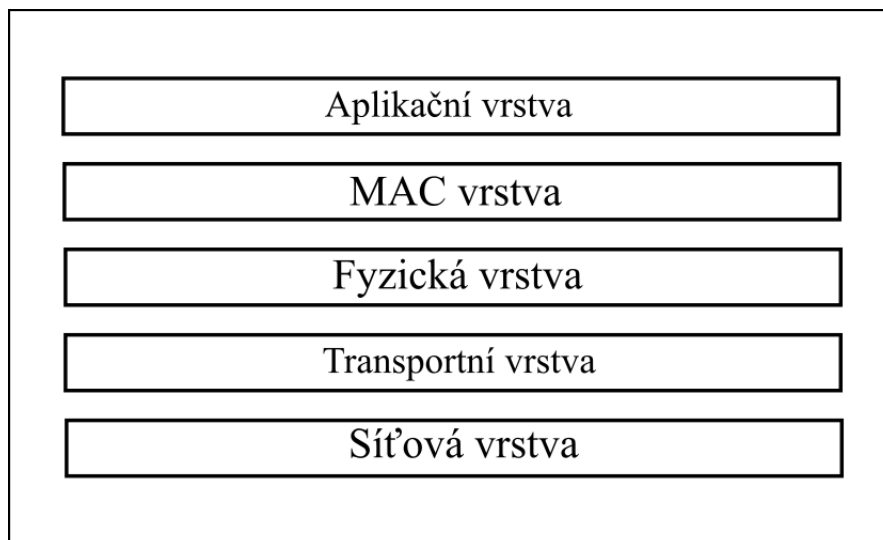 Aplikační vrstva
MAC vrstva
Fyzická vrstva
Transportní vrstva
Síťová vrstva